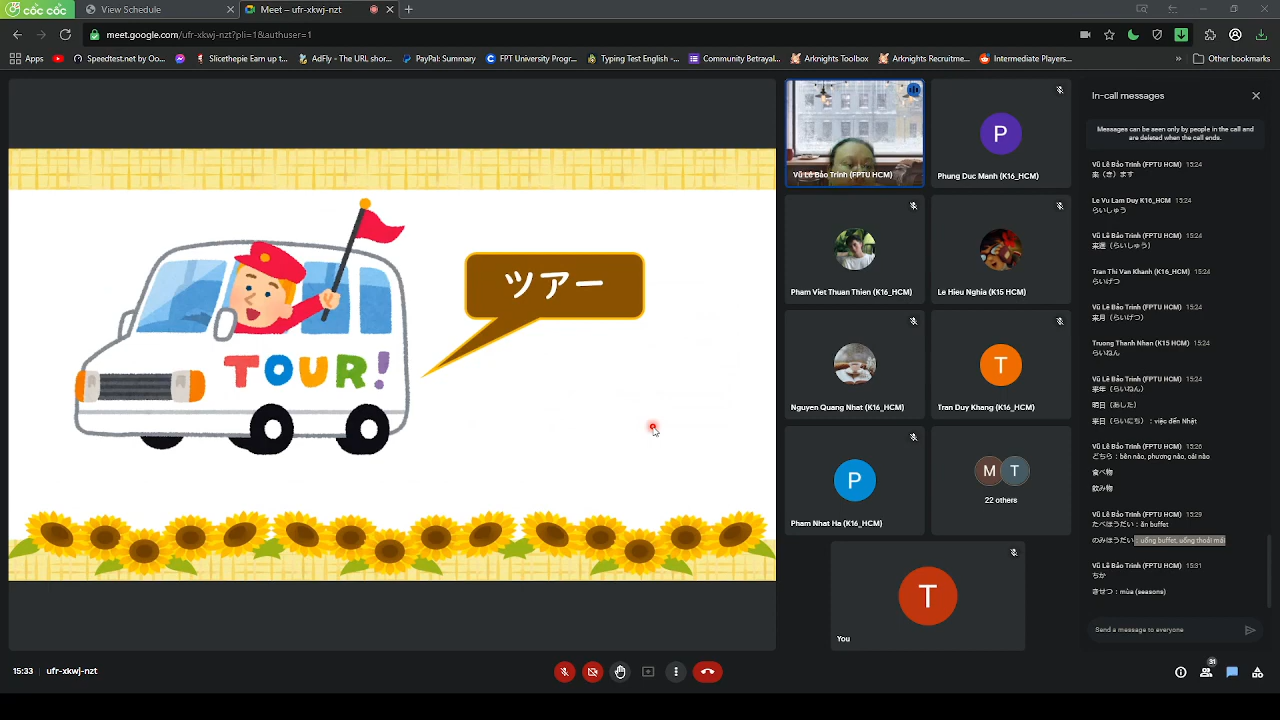 cốc cốc
View Schedule
Meet – ufr-xkwj-nzt
meet.google.com/ufr-xkwj-nzt?pli=1&authuser=1
Apps
Speedtest.net by Oo...
Slicethepie Earn up t...
AdFly - The URL shor...
PayPal: Summary
FPT University Progr...
Typing Test English -...
Community Betrayal...
Arknights Toolbox
Arknights Recruitme...
Intermediate Players...
»
Other bookmarks
ツアー
TOUR!
Vũ Lê Bảo Trinh (FPTU HCM)
P
Phung Duc Manh (K16_HCM)
Pham Viet Thuan Thien (K16_HCM)
Le Hieu Nghia (K15 HCM)
Nguyen Quang Nhat (K16_HCM)
T
Tran Duy Khang (K16_HCM)
P
Pham Nhat Ha (K16_HCM)
M T
22 others
T
You
In-call messages
Messages can be seen only by people in the call and
are deleted when the call ends.
Vũ Lê Bảo Trinh (FPTU HCM) 15:24
来（き）ます
Le Vu Lam Duy K16_HCM 15:24
らいしゅう
Vũ Lê Bảo Trinh (FPTU HCM) 15:24
来週（らいしゅう）
Tran Thi Van Khanh (K16_HCM) 15:24
らいげつ
Vũ Lê Bảo Trinh (FPTU HCM) 15:24
来月（らいげつ）
Truong Thanh Nhan (K15 HCM) 15:24
らいねん
Vũ Lê Bảo Trinh (FPTU HCM) 15:24
来年（らいねん）
明日（あした）
来日（らいにち）：việc đến Nhật
Vũ Lê Bảo Trinh (FPTU HCM) 15:26
どちら：bên nào, phương nào, cái nào
食べ物
飲み物
Vũ Lê Bảo Trinh (FPTU HCM) 15:29
たべほうだい：ăn buffet
のみほうだい：uống buffet, uống thoải mái
Vũ Lê Bảo Trinh (FPTU HCM) 15:31
ちか
きせつ：mùa (seasons)
Send a message to everyone
15:33 ufr-xkwj-nzt
31